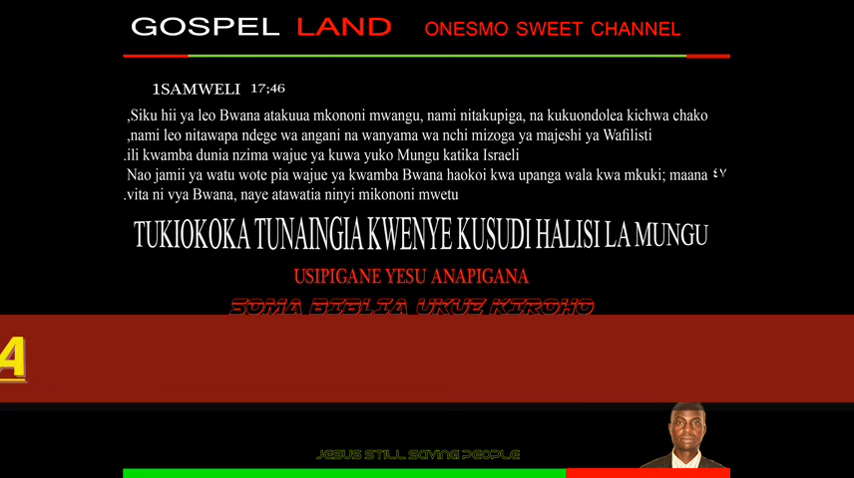 GOSPEL LAND ONESMO SWEET CHANNEL
1SAMWELI 17;46
,Siku hii ya leo Bwana atakuua mkononi mwangu, nami nitakupiga, na kukuondolea kichwa chako
,nami leo nitawapa ndege wa angani na wanyama wa nchi mizoga ya majeshi ya Wafilisti
.ili kwamba dunia nzima wajue ya kuwa yuko Mungu katika Israeli
Nao jamii ya watu wote pia wajue ya kwamba Bwana haokoi kwa upanga wala kwa mkuki; maana ٤٧
.vita ni vya Bwana, naye atawatia ninyi mikononi mwetu
TUKIOKOKA TUNAINGIA KWENYE KUSUDI HALISI LA MUNGU
USIPIGANE YESU ANAPIGANA
SOMA BIBLIA UKUE KIROHO
A
JESUS STILL SAVING PEOPLE